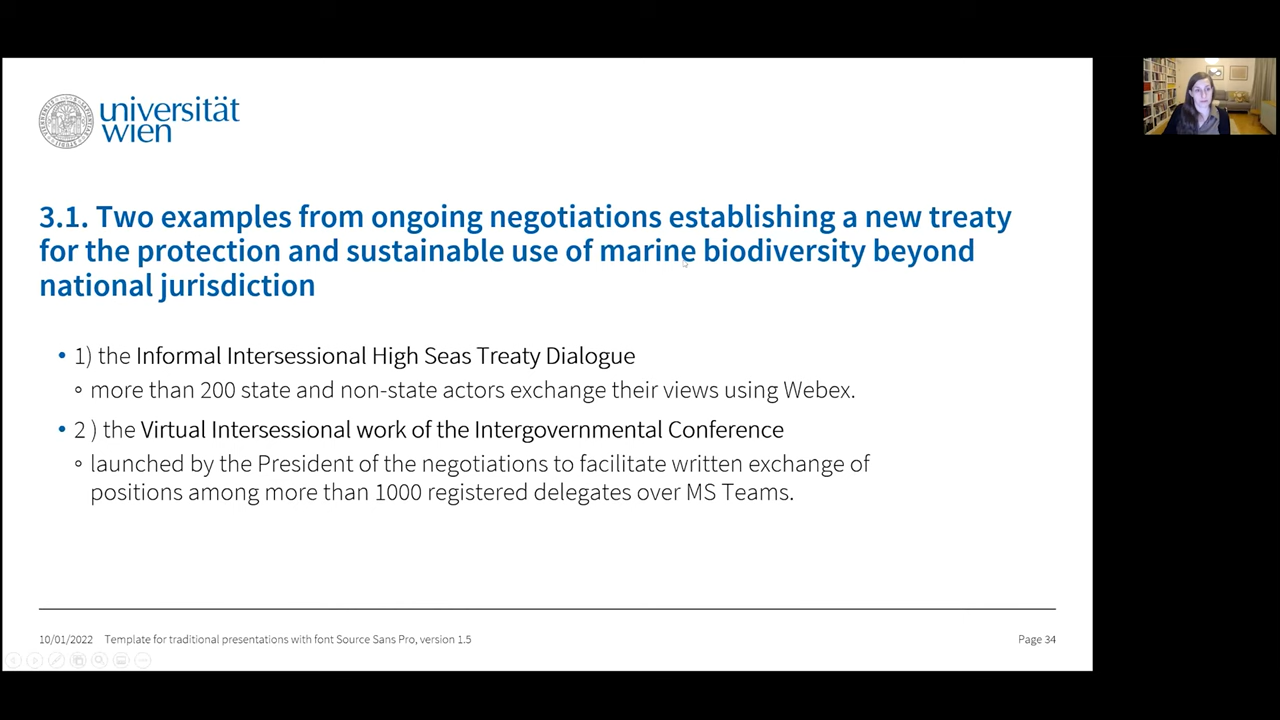 universität
wien
3.1. Two examples from ongoing negotiations establishing a new treaty
for the protection and sustainable use of marine biodiversity beyond
national jurisdiction
• 1) the Informal Intersessional High Seas Treaty Dialogue
◦ more than 200 state and non-state actors exchange their views using Webex.
• 2 ) the Virtual Intersessional work of the Intergovernmental Conference
◦ launched by the President of the negotiations to facilitate written exchange of
positions among more than 1000 registered delegates over MS Teams.
10/01/2022 Template for traditional presentations with font Source Sans Pro, version 1.5 Page 34